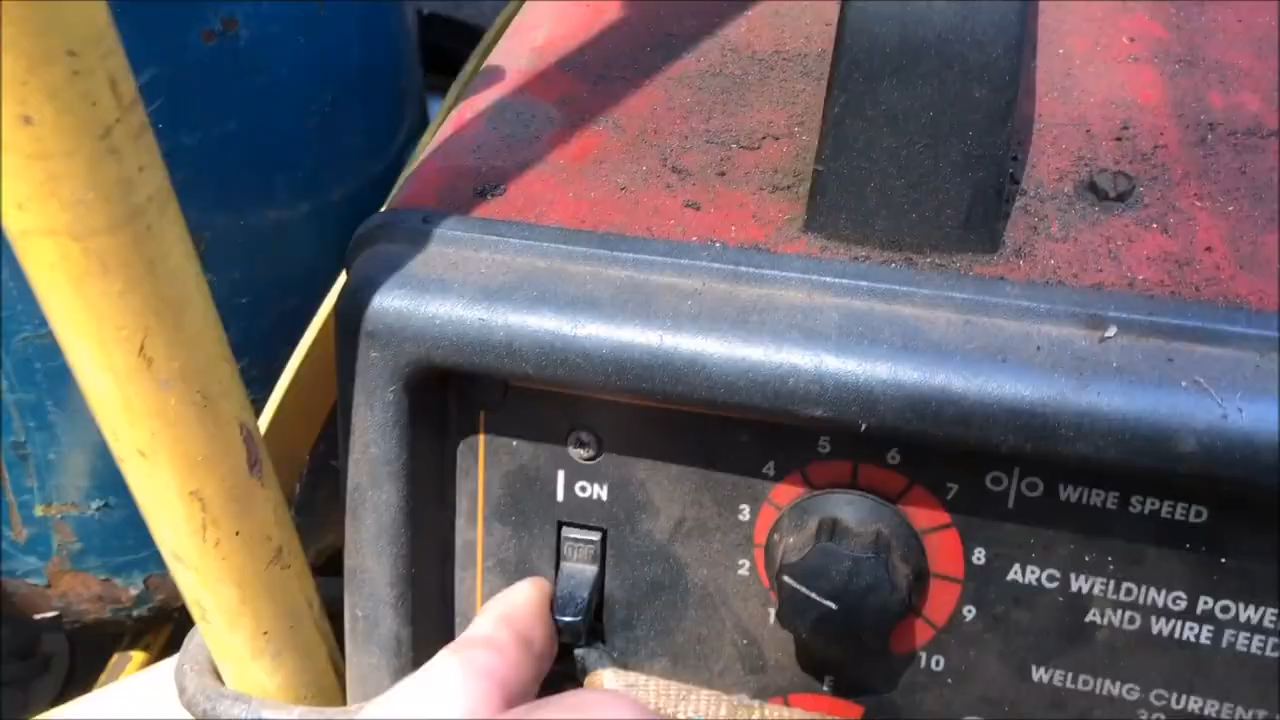 | ON
OFF
1
2
3
4
5
6
7
8
9
10
WIRE SPEED
ARC WELDING POWE
AND WIRE FEED
WELDING CURRENT
E